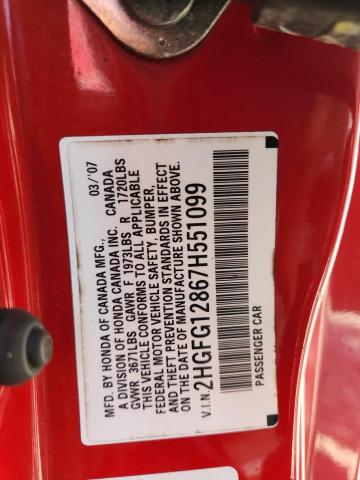 MFD. BY HONDA OF CANADA MFG., 03/'07
A DIVISION OF HONDA CANADA INC. CANADA
GVWR 3671LBS GAWR F 1973LBS R 1720LBS
THIS VEHICLE CONFORMS TO ALL APPLICABLE
FEDERAL MOTOR VEHICLE SAFETY, BUMPER,
AND THEFT PREVENTION STANDARDS IN EFFECT
ON THE DATE OF MANUFACTURE SHOWN ABOVE.
V.I.N. 2HGFG12867H551099
PASSENGER CAR